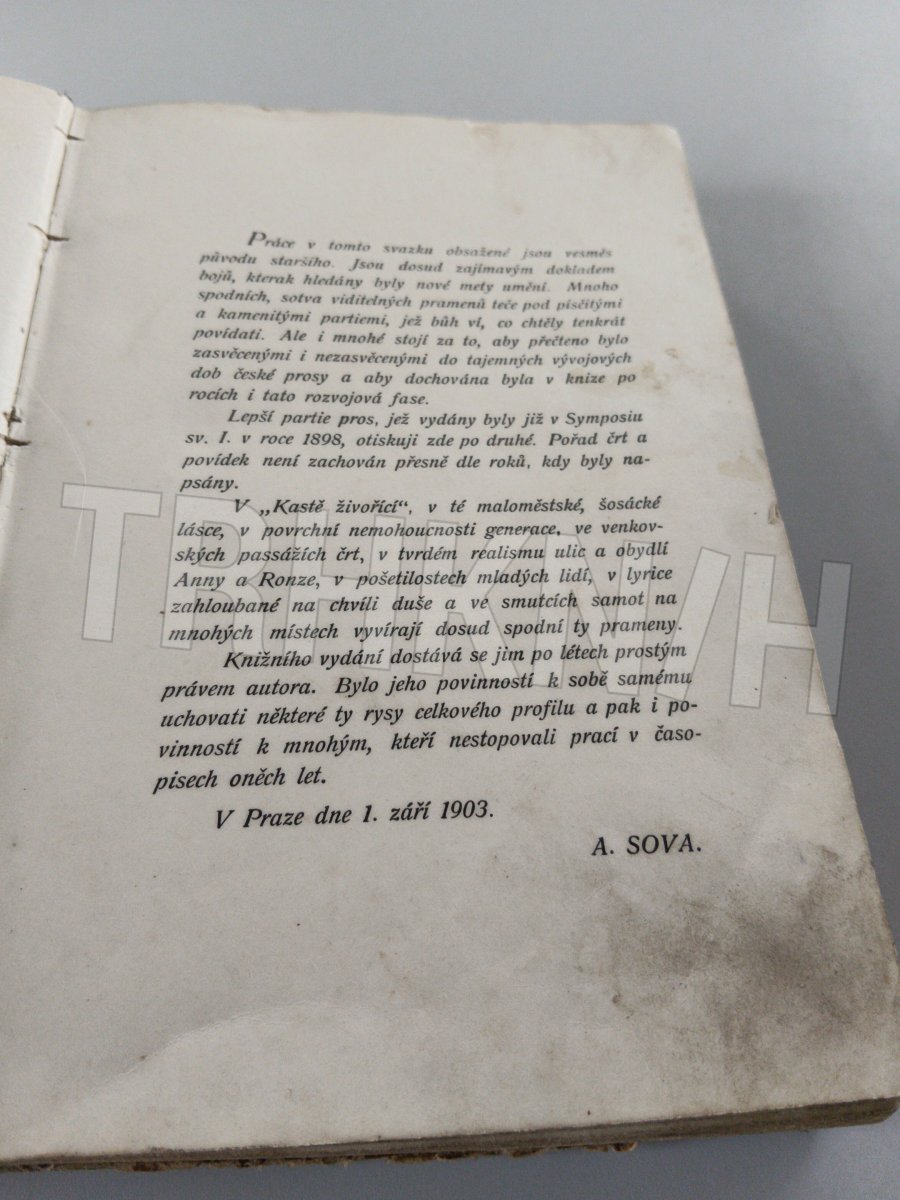 Práce v tomto svazku obsažené jsou vesměs
původu staršího. Jsou dosud zajímavým dokladem
bojů, kterak hledány byly nové mety umění. Mnoho
spodních, sotva viditelných pramenů teče pod písčitými
a kamenitými partiemi, jež bůh ví, co chtěly tenkrát
povídati. Ale i mnohé stojí za to, aby přečteno bylo
zasvěcenými i nezasvěcenými do tajemných vývojových
dob české prosy a aby dochována byla v knize po
rocích i tato rozvojová fase.
Lepší partie pros, jež vydány byly již v Symposiu
sv. I. v roce 1898, otiskuji zde po druhé. Pořad črt a
povídek není zachován přesně dle roků, kdy byly na-
psány.
V „Kastě živořící“, v té maloměstské, šosácké
lásce, v povrchní nemohoucnosti generace, ve venkov-
ských passážích črt, v tvrdém realismu ulic a obydlí
Anny a Ronze, v pošetilostech mladých lidí, v lyrice
zahloubané na chvíli duše a ve smutcích samot na
mnohých místech vyvírají dosud spodní ty prameny.
Knižního vydání dostává se jim po létech prostým
právem autora. Bylo jeho povinností k sobě samému
uchovati některé ty rysy celkového profilu a pak i po-
vinností k mnohým, kteří nestopovali prací v časo-
pisech oněch let.
V Praze dne 1. září 1903.
A. SOVA.
TRHKNIH